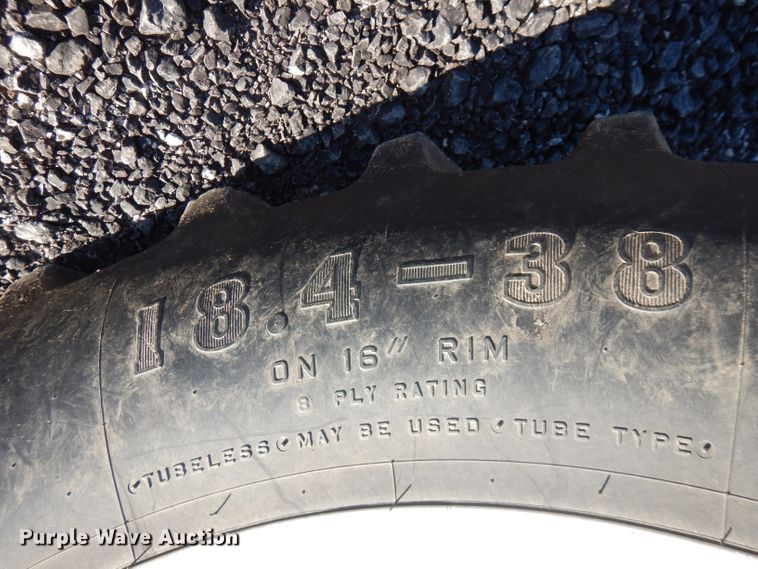 18.4-38
ON 16" RIM
8 PLY RATING
TUBELESS MAY BE USED TUBE TYPE
Purple Wave Auction